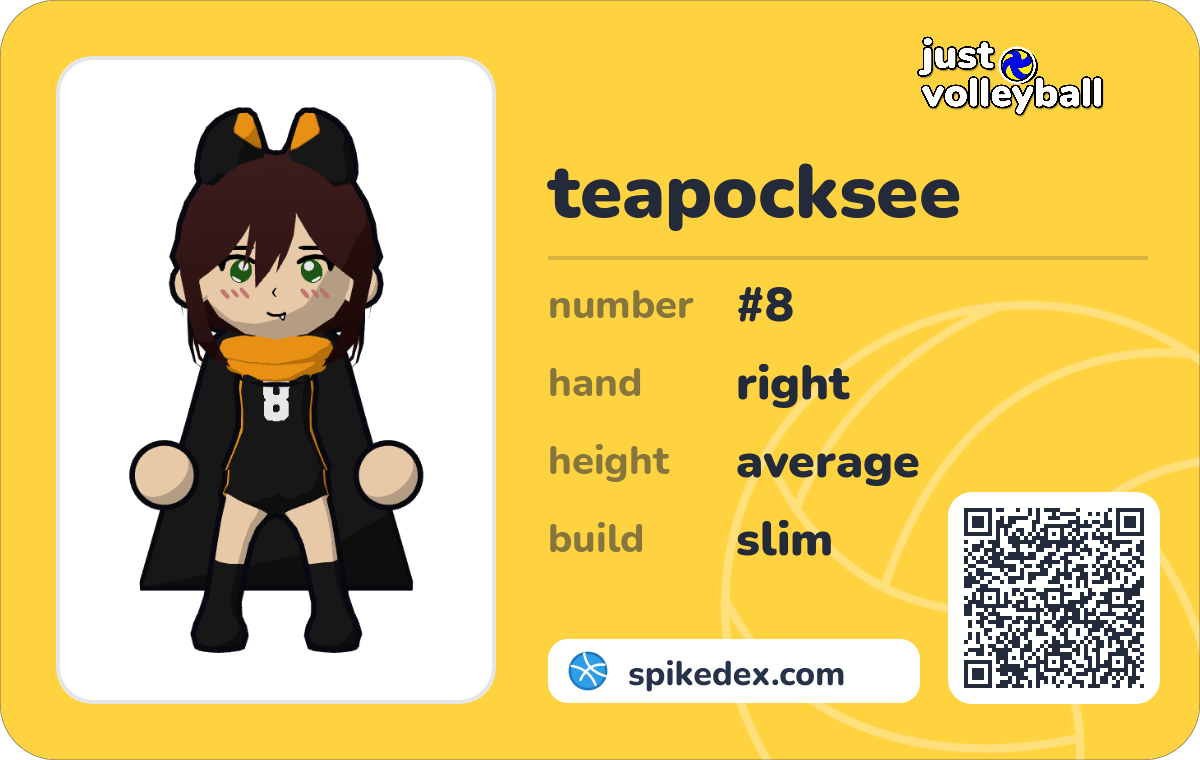 just
volleyball
teapocksee
number #8
hand right
height average
build slim
8
spikedex.com